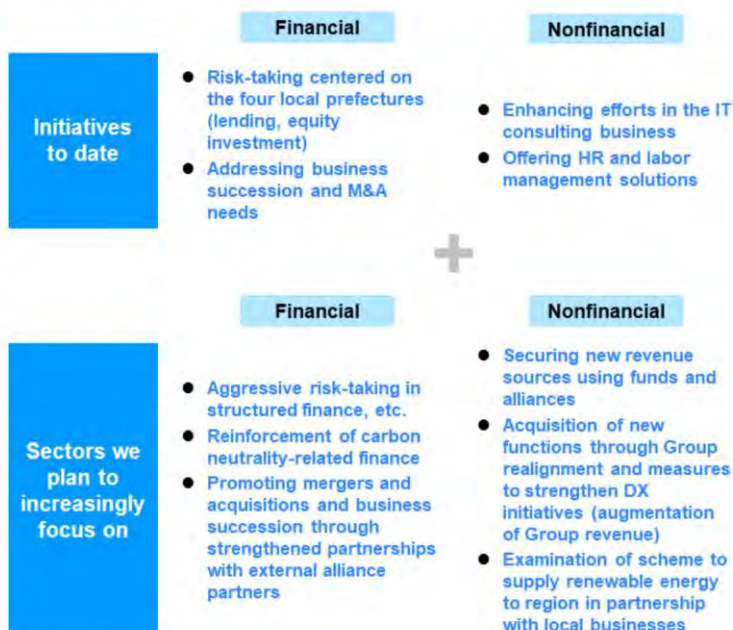 Financial
Nonfinancial
Initiatives
to date
● Risk-taking centered on
the four local prefectures
(lending, equity
investment)
● Addressing business
succession and M&A
needs
● Enhancing efforts in the IT
consulting business
● Offering HR and labor
management solutions
+
Financial
Nonfinancial
Sectors we
plan to
increasingly
focus on
● Aggressive risk-taking in
structured finance, etc.
● Reinforcement of carbon
neutrality-related finance
● Promoting mergers and
acquisitions and business
succession through
strengthened partnerships
with external alliance
partners
● Securing new revenue
sources using funds and
alliances
● Acquisition of new
functions through Group
realignment and measures
to strengthen DX
initiatives (augmentation
of Group revenue)
● Examination of scheme to
supply renewable energy
to region in partnership
with local businesses